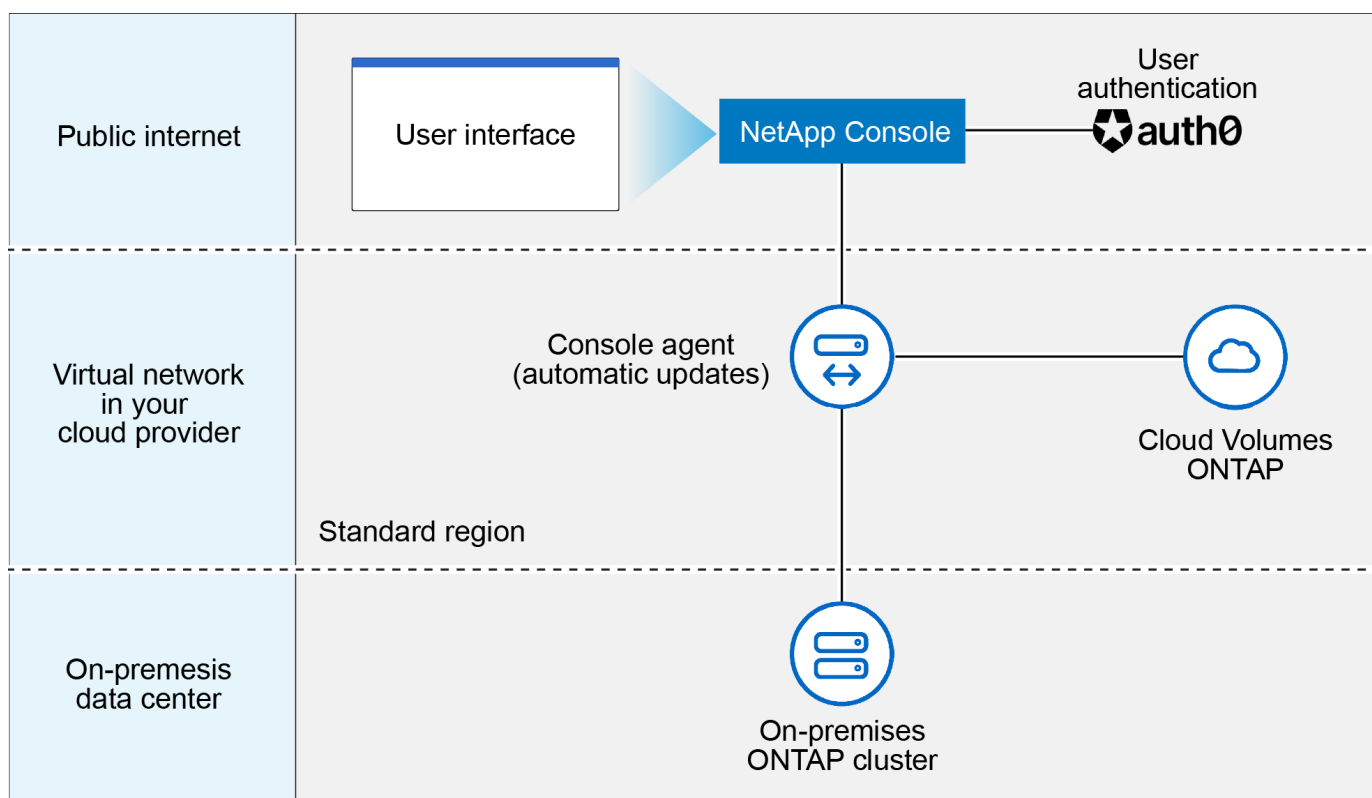 Public internet
User interface
NetApp Console
User
authentication
auth0
Virtual network
in your
cloud provider
Console agent
(automatic updates)
Cloud Volumes
ONTAP
Standard region
On-premesis
data center
On-premises
ONTAP cluster